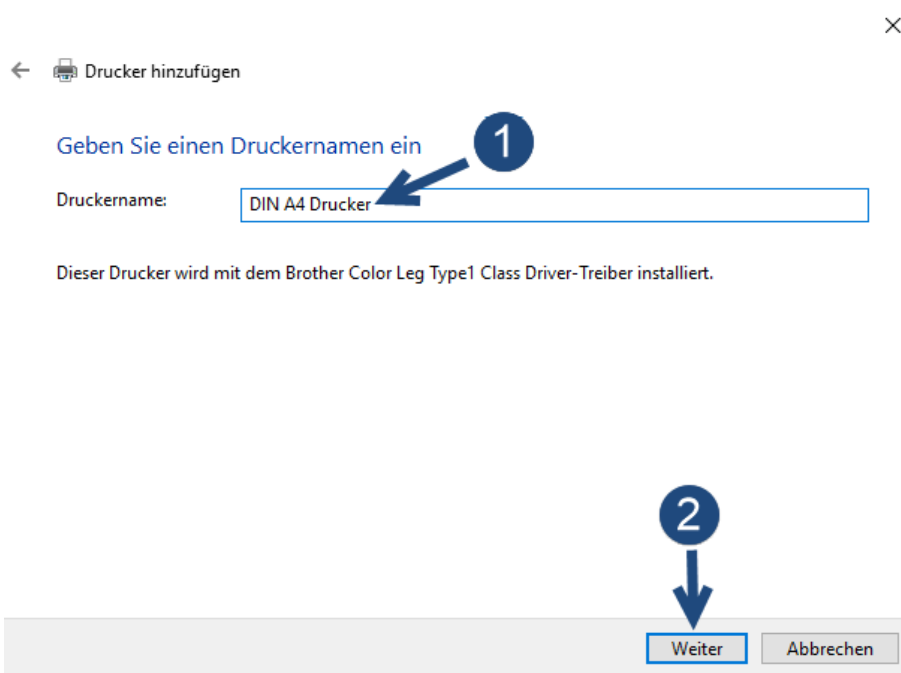 Drucker hinzufügen
Geben Sie einen Druckernamen ein
1
Druckername:
DIN A4 Drucker
Dieser Drucker wird mit dem Brother Color Leg Type1 Class Driver-Treiber installiert.
2
Weiter
Abbrechen